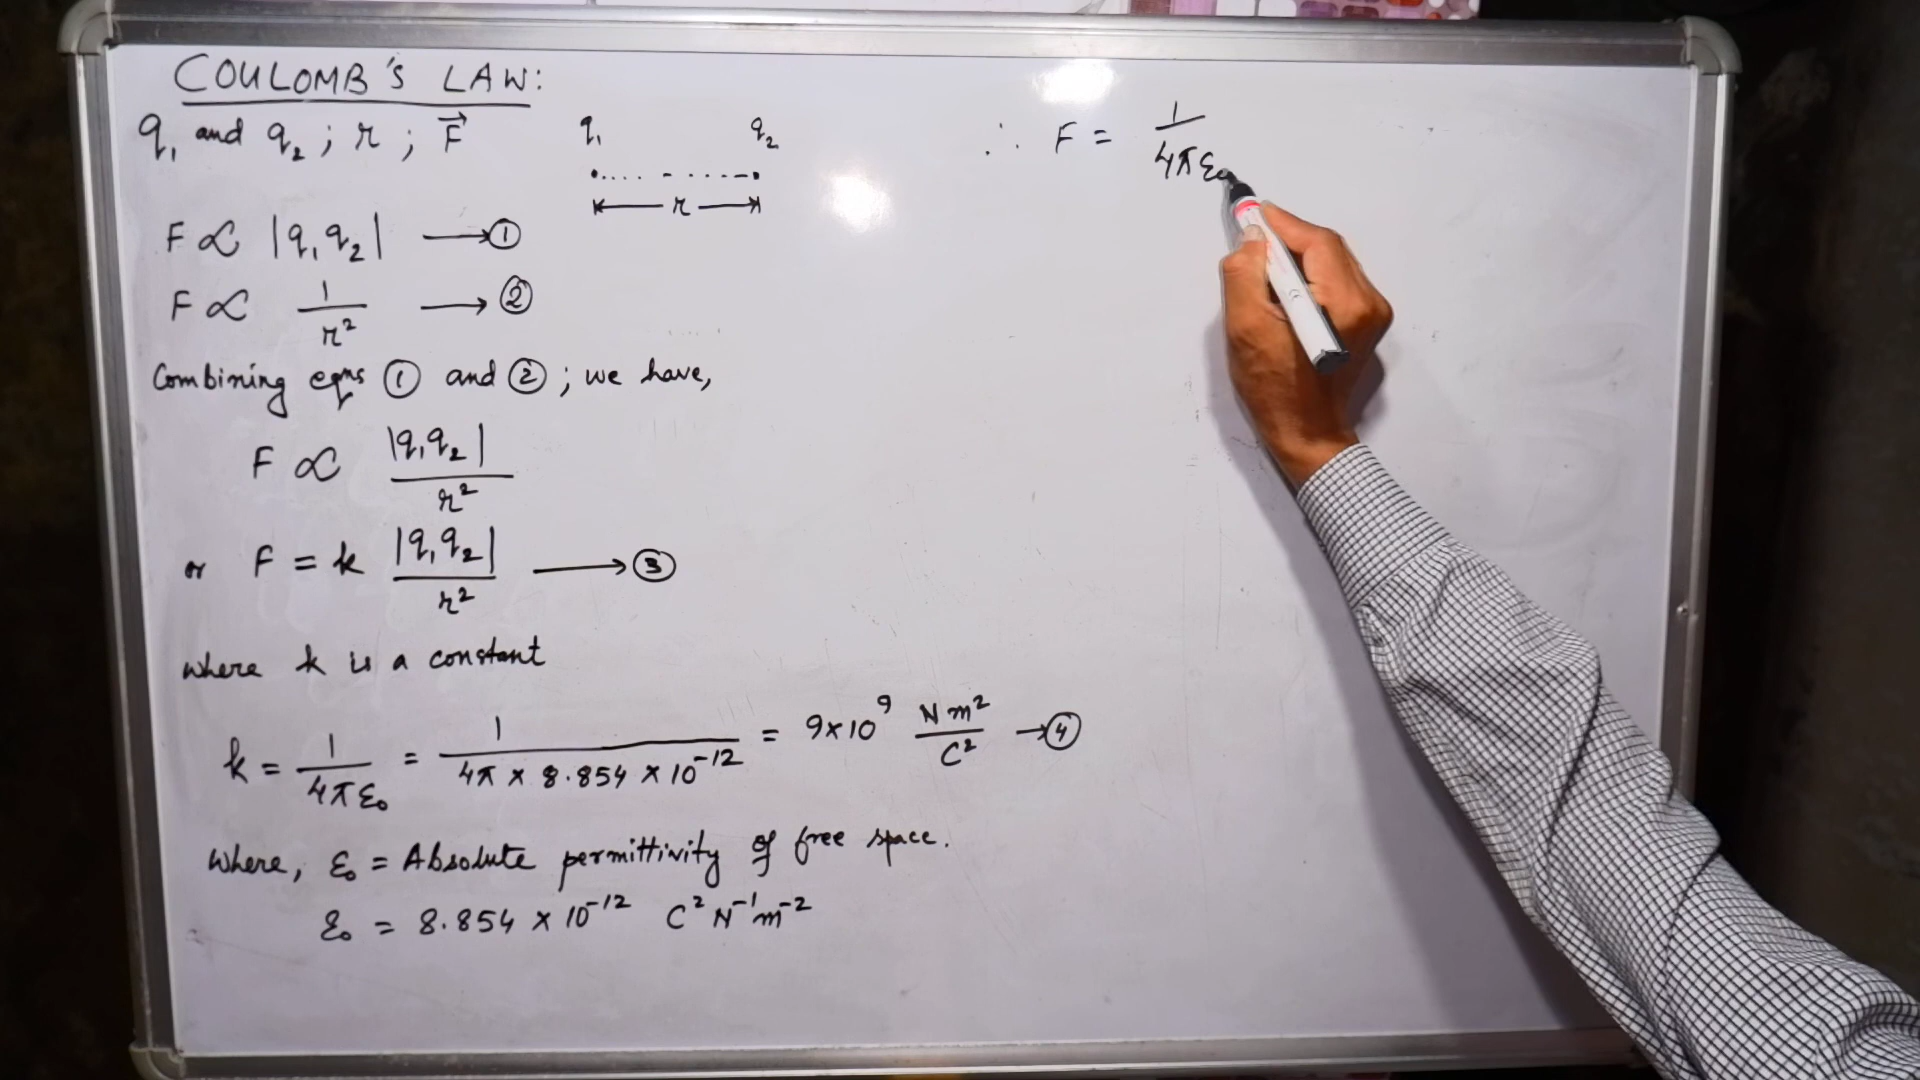 COULOMB'S LAW:
q₁ and q₂ ; r ; F⃗
q₁ q₂
r
F ∝ |q₁q₂| → ①
F ∝ 1/r² → ②
Combining eqns ① and ② ; we have,
F ∝ |q₁q₂|/r²
or F = k |q₁q₂|/r² → ③
where k is a constant
k = 1/4πε₀ = 1/4π × 8.854 × 10⁻¹² = 9×10⁹ Nm²/C² → ④
where, ε₀ = Absolute permittivity of free space.
ε₀ = 8.854 × 10⁻¹² C²N⁻¹m⁻²
∴ F = 1/4πε₀